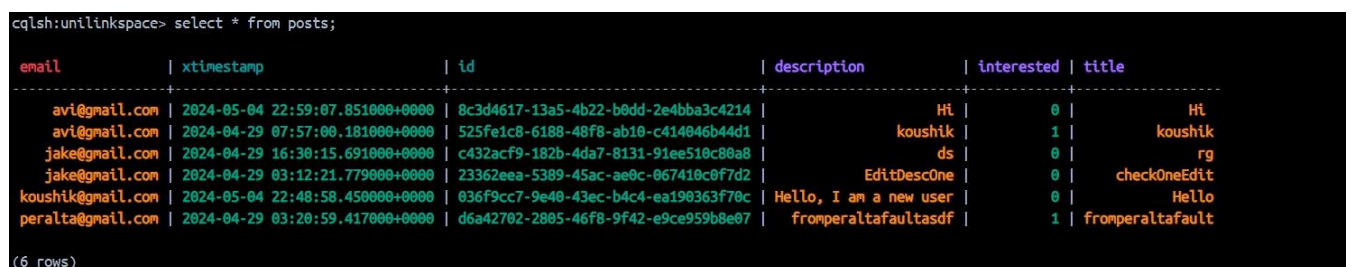 cqlsh:unilinkspace> select * from posts;
email | xtimestamp | id | description | interested | title
avi@gmail.com | 2024-05-04 22:59:07.851000+0000 | 8c3d4617-13a5-4b22-b0dd-2e4bba3c4214 | Hi | 0 | Hi
avi@gmail.com | 2024-04-29 07:57:00.181000+0000 | 525fe1c8-6188-48f8-ab10-c414046b44d1 | koushik | 1 | koushik
jake@gmail.com | 2024-04-29 16:30:15.691000+0000 | c432acf9-182b-4da7-8131-91ee510c80a8 | ds | 0 | rg
jake@gmail.com | 2024-04-29 03:12:21.779000+0000 | 23362eea-5389-45ac-ae0c-067410c0f7d2 | EditDescOne | 0 | checkOneEdit
koushik@gmail.com | 2024-05-04 22:48:58.450000+0000 | 036f9cc7-9e40-43ec-b4c4-ea190363f70c | Hello, I am a new user | 0 | Hello
peralta@gmail.com | 2024-04-29 03:20:59.417000+0000 | d6a42702-2805-46f8-9f42-e9ce959b8e07 | fromperaltafaultasdf | 1 | fromperaltafault
(6 rows)